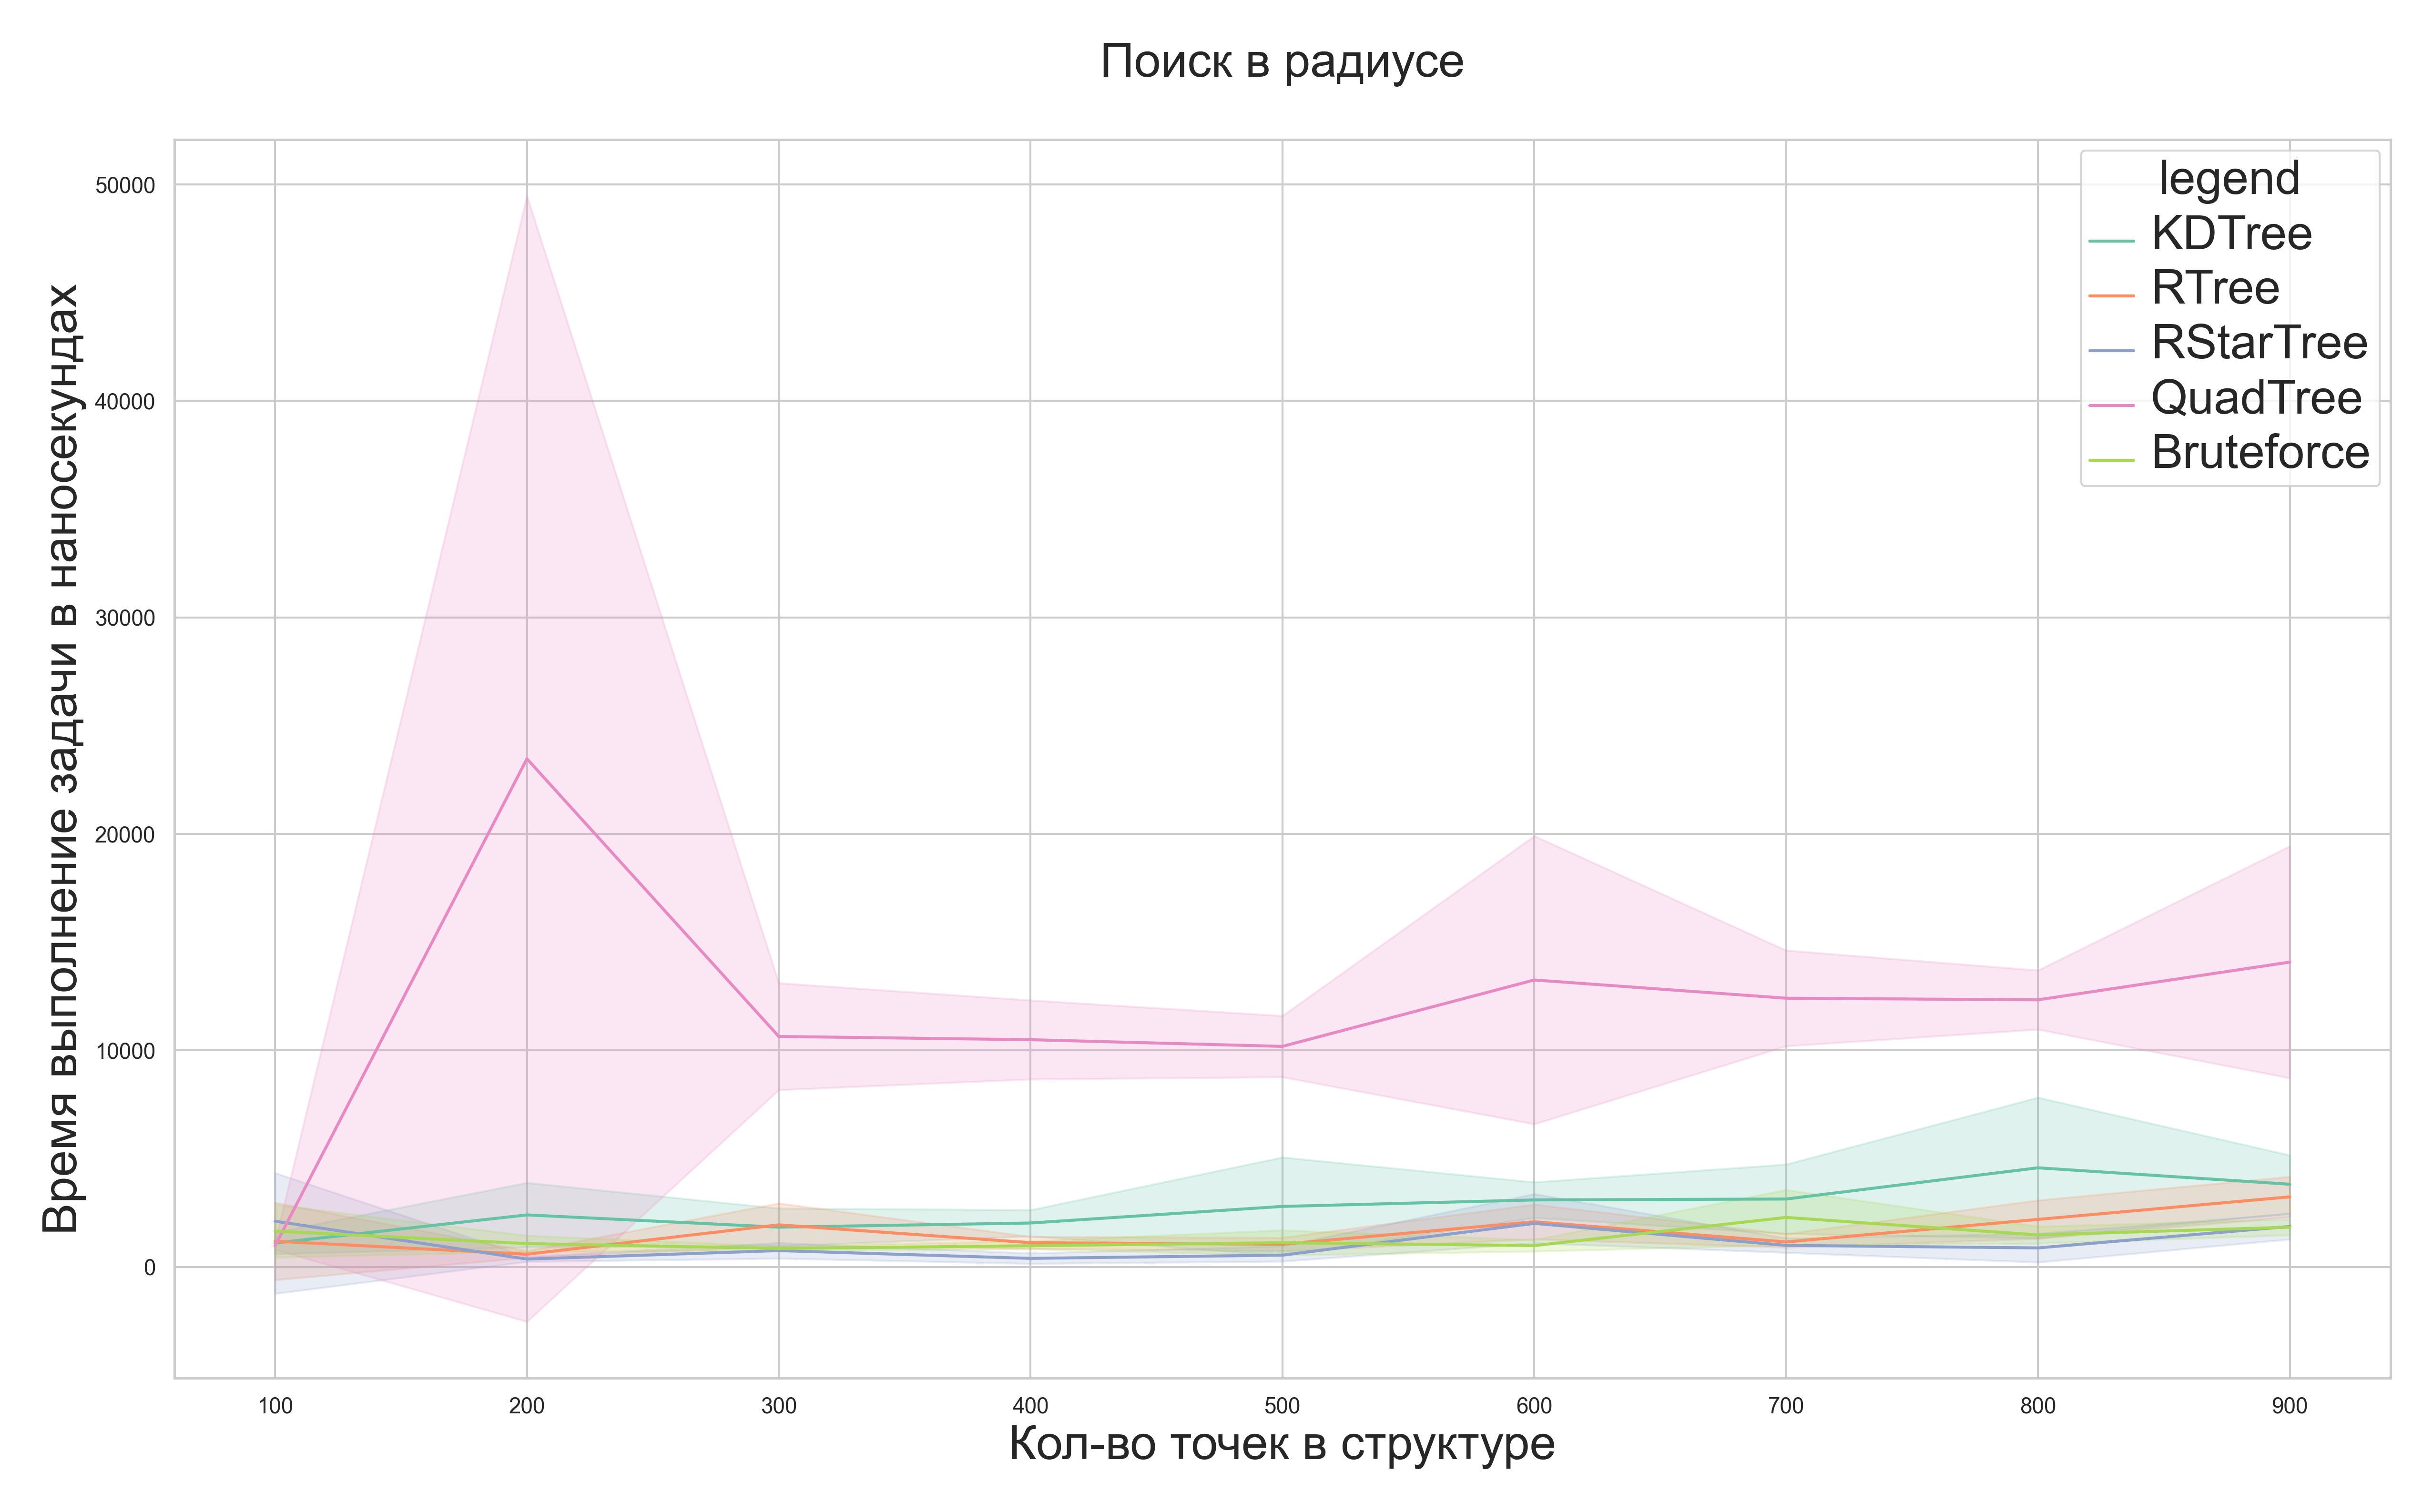 Поиск в радиусе
Время выполнение задачи в наносекундах
50000
40000
30000
20000
10000
0
legend
KDTree
RTree
RStarTree
QuadTree
Bruteforce
100 200 300 400 500 600 700 800 900
Кол-во точек в структуре